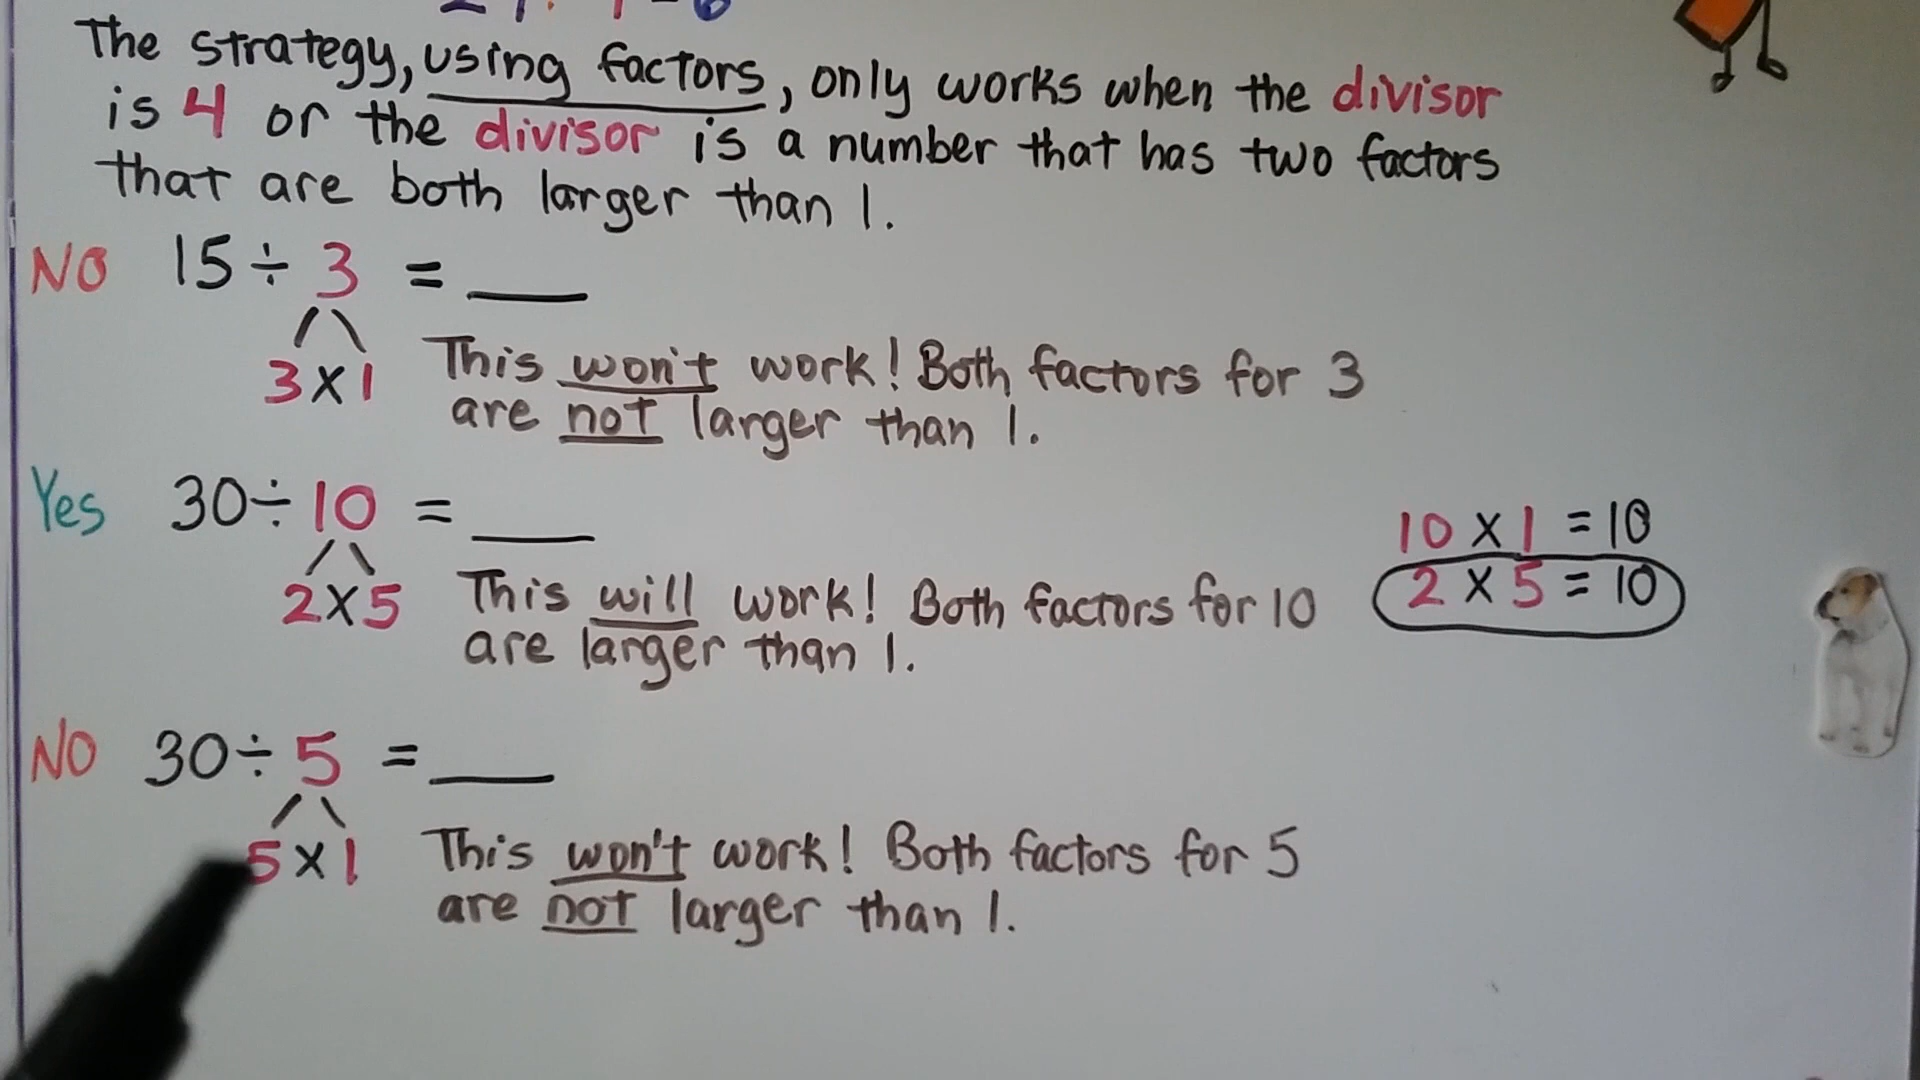 The strategy, using factors, only works when the divisor
is 4 or the divisor is a number that has two factors
that are both larger than 1.
NO 15 ÷ 3 = ___
3 x 1 This won't work! Both factors for 3
are not larger than 1.
Yes 30 ÷ 10 = ___
10 x 1 = 10
2 x 5 = 10
2 x 5 This will work! Both factors for 10
are larger than 1.
NO 30 ÷ 5 = ___
5 x 1 This won't work! Both factors for 5
are not larger than 1.